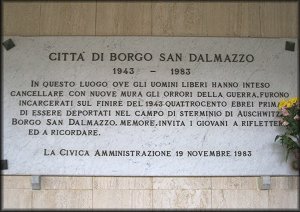 CITTÀ DI BORGO SAN DALMAZZO
1943 - 1983
IN QUESTO LUOGO OVE GLI UOMINI LIBERI HANNO INTESO
CANCELLARE CON NUOVE MURA GLI ORRORI DELLA GUERRA, FURONO
INCARCERATI SUL FINIRE DEL 1943 QUATTROCENTO EBREI PRIMA
DI ESSERE DEPORTATI NEL CAMPO DI STERMINIO DI AUSCHWITZ
BORGO SAN DALMAZZO, MEMORE, INVITA I GIOVANI A RIFLETTERE
ED A RICORDARE.
LA CIVICA AMMINISTRAZIONE 19 NOVEMBRE 1983